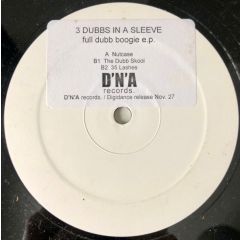 3 DUBBS IN A SLEEVE
full dubb boogie e.p.
A Nutcase
B1 The Dubb Skool
B2 35 Lashes
D'N'A
records.
D'N'A records. / Digidance release Nov. 27